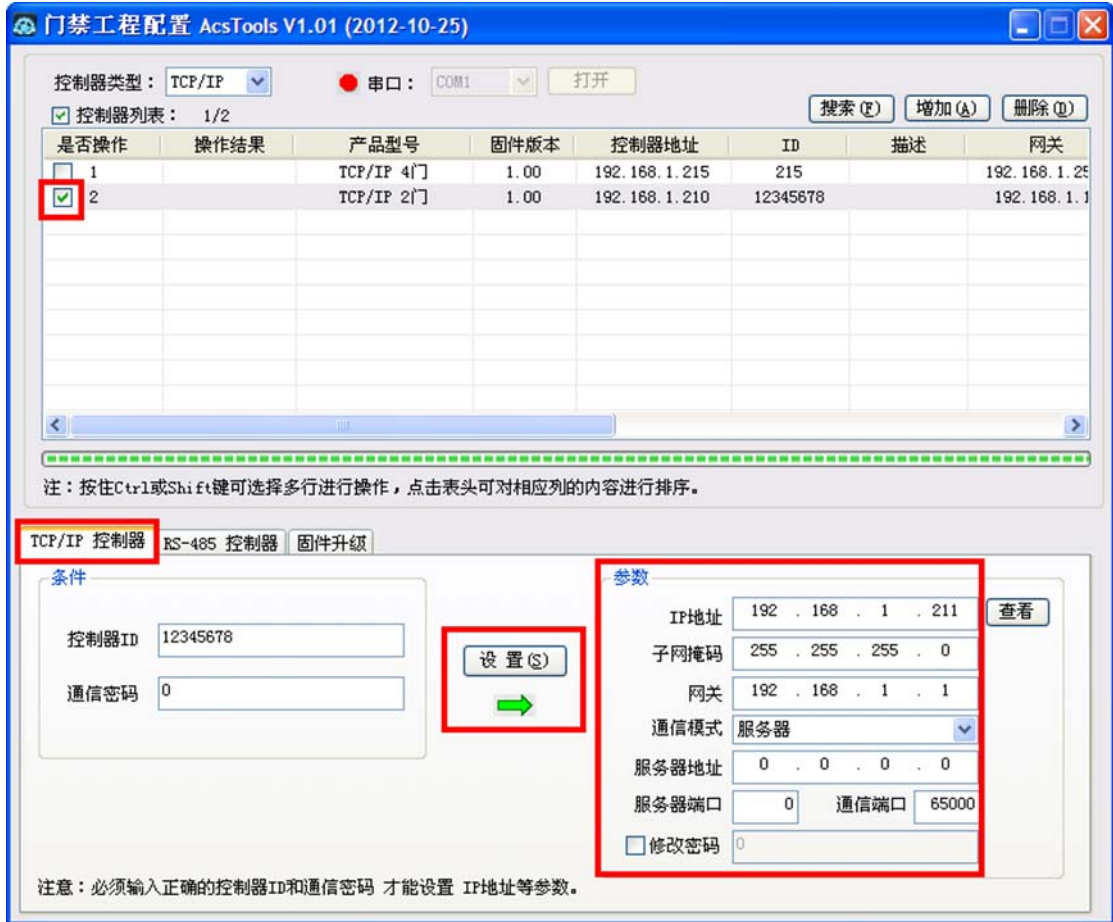 门禁工程配置 AcsTools V1.01 (2012-10-25)
控制器类型： TCP/IP 串口： COM1 打开
控制器列表： 1/2 搜索(F) 增加(A) 删除(D)
是否操作 操作结果 产品型号 固件版本 控制器地址 ID 描述 网关
1 TCP/IP 4门 1.00 192.168.1.215 215 192.168.1.25
2 TCP/IP 2门 1.00 192.168.1.210 12345678 192.168.1.1
注：按住Ctrl或Shift键可选择多行进行操作，点击表头可对相应列的内容进行排序。
TCP/IP 控制器 RS-485 控制器 固件升级
条件
控制器ID 12345678
通信密码 0
设 置(S)
参数
IP地址 192 . 168 . 1 . 211 查看
子网掩码 255 . 255 . 255 . 0
网关 192 . 168 . 1 . 1
通信模式 服务器
服务器地址 0 . 0 . 0 . 0
服务器端口 0 通信端口 65000
修改密码 0
注意：必须输入正确的控制器ID和通信密码 才能设置 IP地址等参数。